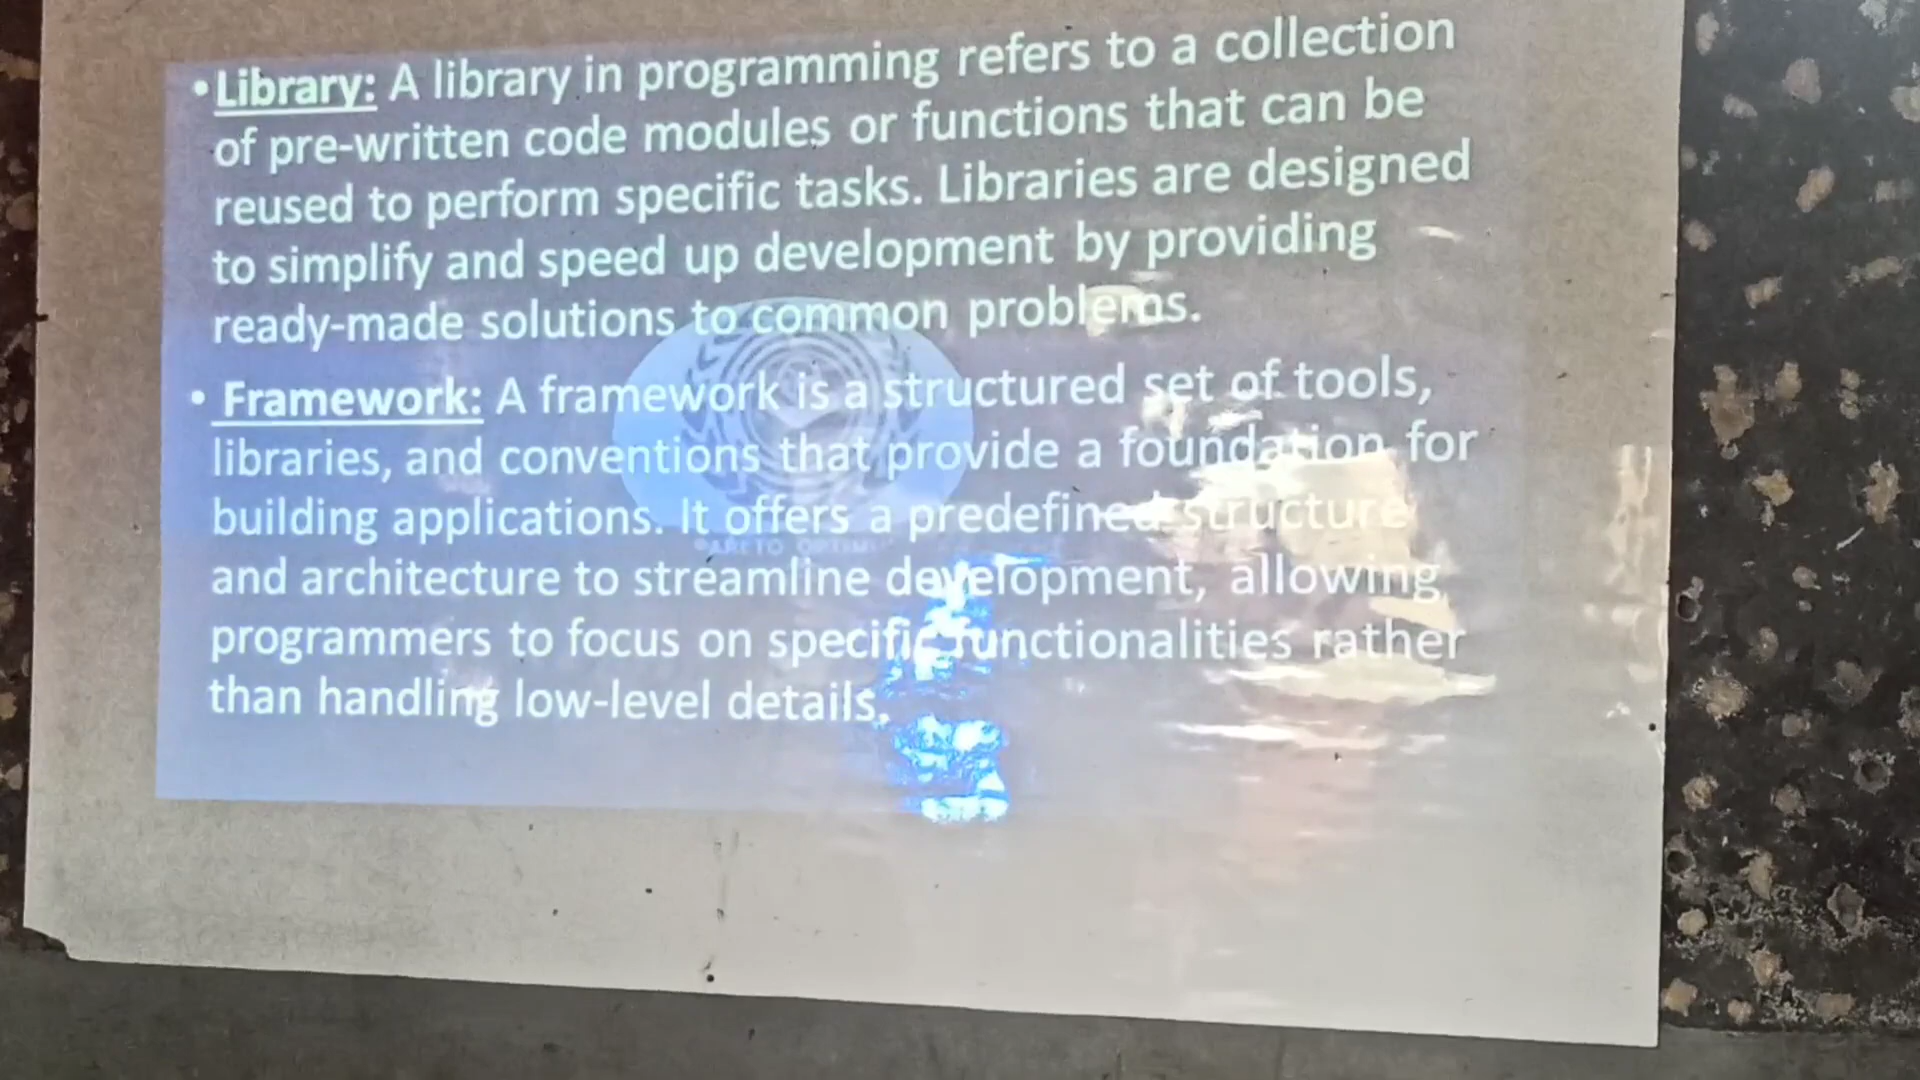 •Library: A library in programming refers to a collection
of pre-written code modules or functions that can be
reused to perform specific tasks. Libraries are designed
to simplify and speed up development by providing
ready-made solutions to common problems.
• Framework: A framework is a structured set of tools,
libraries, and conventions that provide a foundation for
building applications. It offers a predefined structure
and architecture to streamline development, allowing
programmers to focus on specific functionalities rather
than handling low-level details.